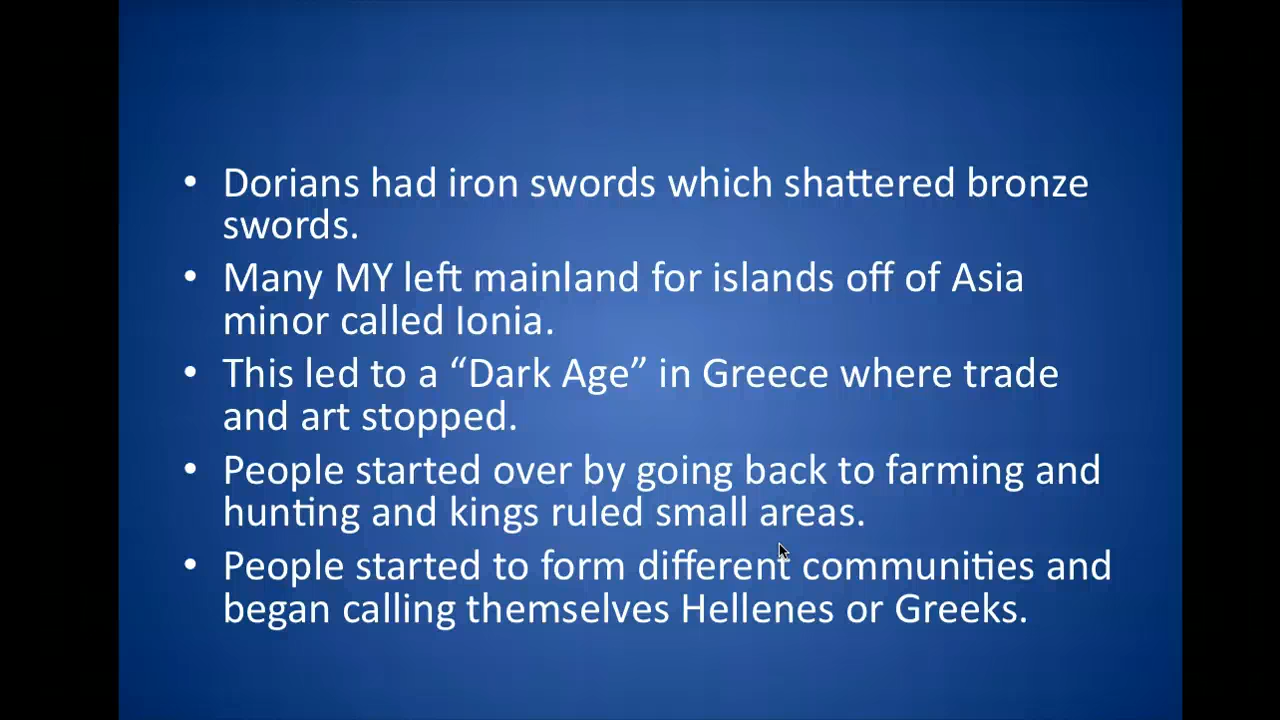 • Dorians had iron swords which shattered bronze
swords.
• Many MY left mainland for islands off of Asia
minor called Ionia.
• This led to a “Dark Age” in Greece where trade
and art stopped.
• People started over by going back to farming and
hunting and kings ruled small areas.
• People started to form different communities and
began calling themselves Hellenes or Greeks.